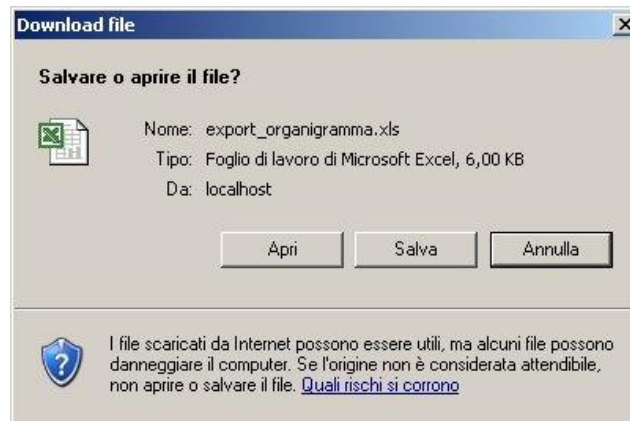 Download file
Salvare o aprire il file?
Nome: export_organigramma.xls
Tipo: Foglio di lavoro di Microsoft Excel, 6,00 KB
Da: localhost
Apri Salva Annulla
I file scaricati da Internet possono essere utili, ma alcuni file possono
danneggiare il computer. Se l'origine non è considerata attendibile,
non aprire o salvare il file. Quali rischi si corrono